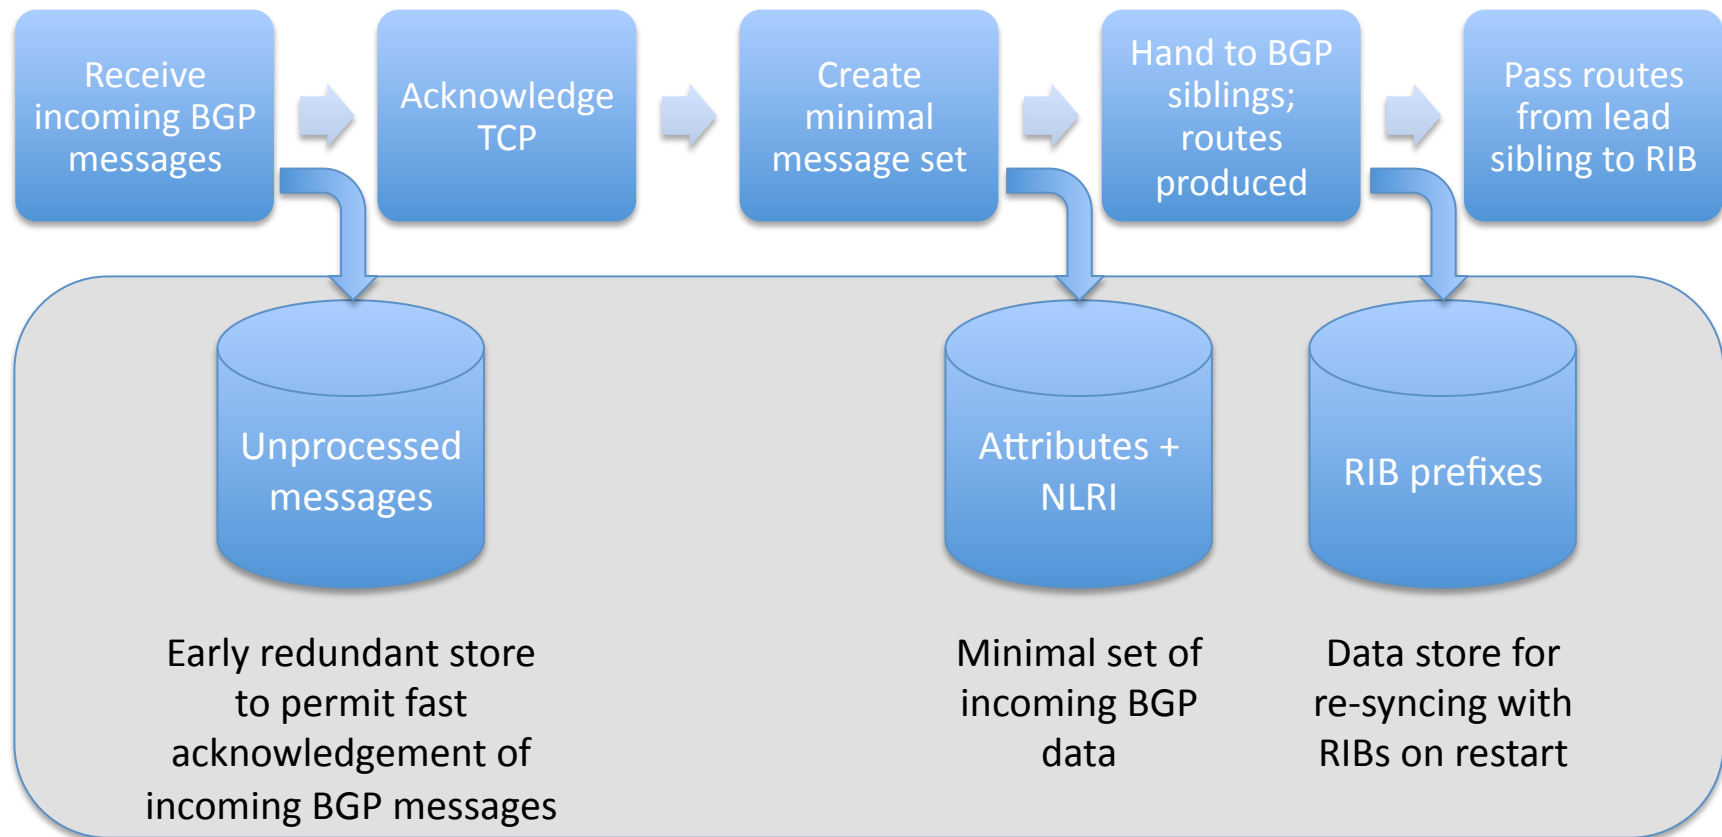 Receive
incoming BGP
messages
Acknowledge
TCP
Create
minimal
message set
Hand to BGP
siblings;
routes
produced
Pass routes
from lead
sibling to RIB
Unprocessed
messages
Attributes +
NLRI
RIB prefixes
Early redundant store
to permit fast
acknowledgement of
incoming BGP messages
Minimal set of
incoming BGP
data
Data store for
re-syncing with
RIBs on restart